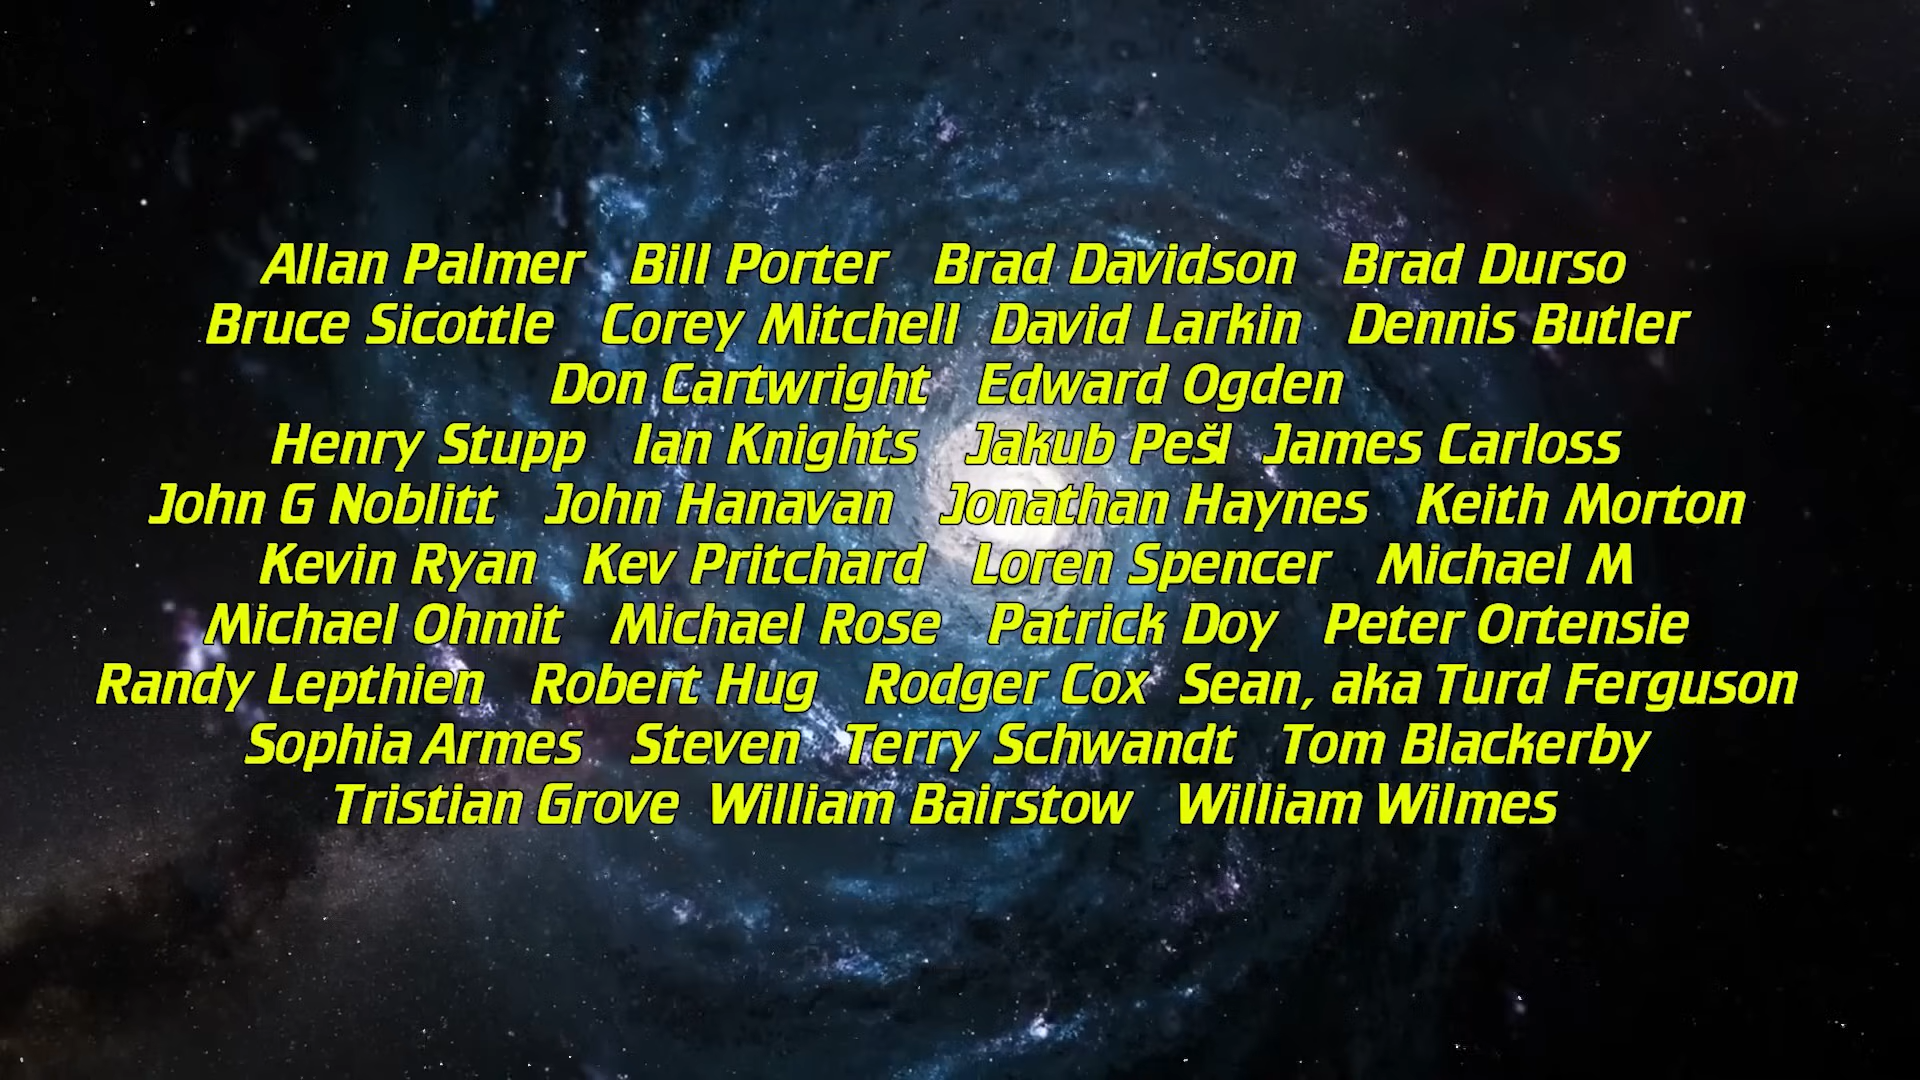 Allan Palmer Bill Porter Brad Davidson Brad Durso
Bruce Sicottle Corey Mitchell David Larkin Dennis Butler
Don Cartwright Edward Ogden
Henry Stupp Ian Knights Jakub Pešl James Carloss
John G Noblitt John Hanavan Jonathan Haynes Keith Morton
Kevin Ryan Kev Pritchard Loren Spencer Michael M
Michael Ohmit Michael Rose Patrick Doy Peter Ortensie
Randy Lepthien Robert Hug Rodger Cox Sean, aka Turd Ferguson
Sophia Armes Steven Terry Schwandt Tom Blackerby
Tristian Grove William Bairstow William Wilmes